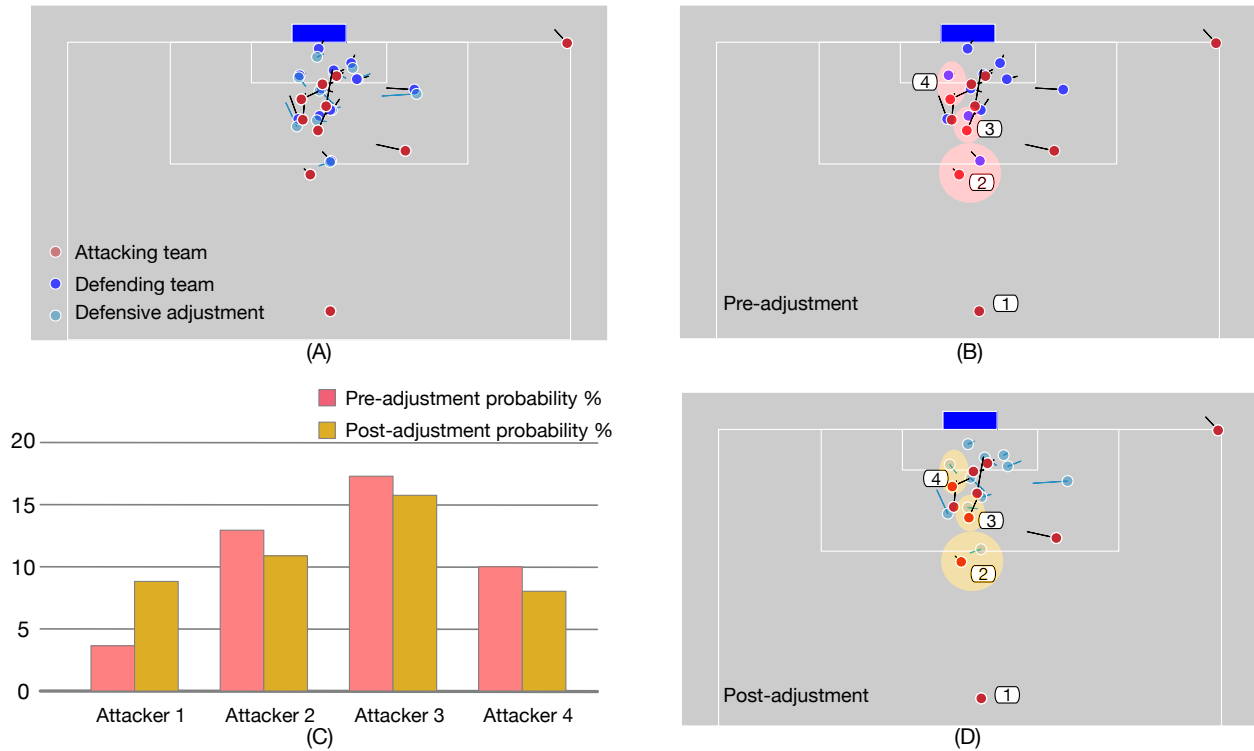 Attacking team
Defending team
Defensive adjustment
(A)
4
3
2
Pre-adjustment
1
(B)
Pre-adjustment probability %
Post-adjustment probability %
20
15
10
5
0
Attacker 1
Attacker 2
Attacker 3
Attacker 4
(C)
4
3
2
Post-adjustment
1
(D)